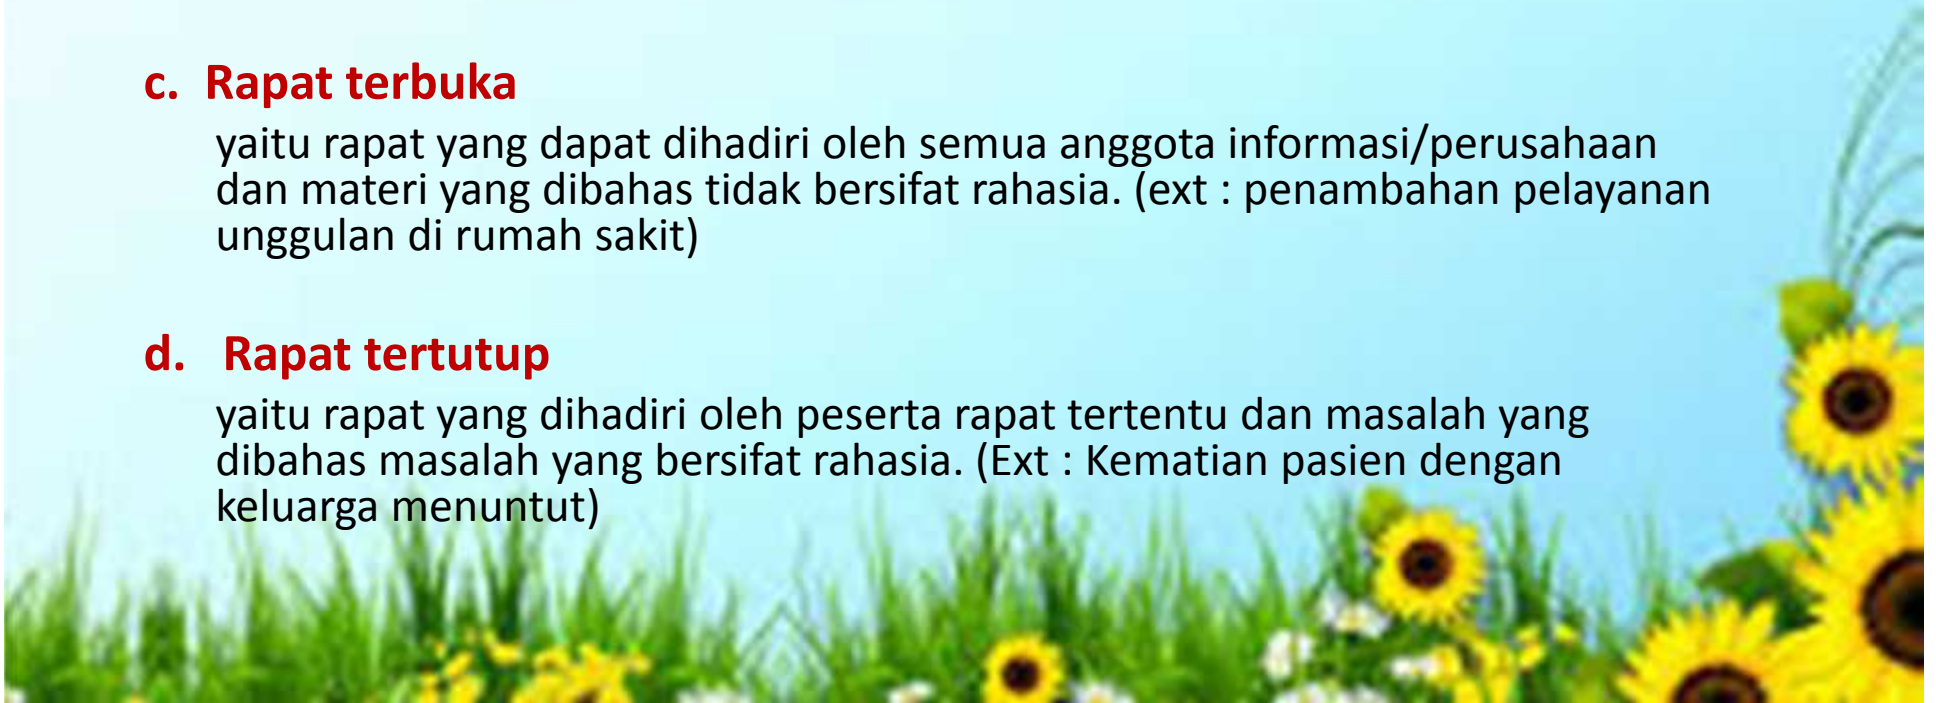 c. Rapat terbuka
yaitu rapat yang dapat dihadiri oleh semua anggota informasi/perusahaan
dan materi yang dibahas tidak bersifat rahasia. (ext : penambahan pelayanan
unggulan di rumah sakit)
d. Rapat tertutup
yaitu rapat yang dihadiri oleh peserta rapat tertentu dan masalah yang
dibahas masalah yang bersifat rahasia. (Ext : Kematian pasien dengan
keluarga menuntut)